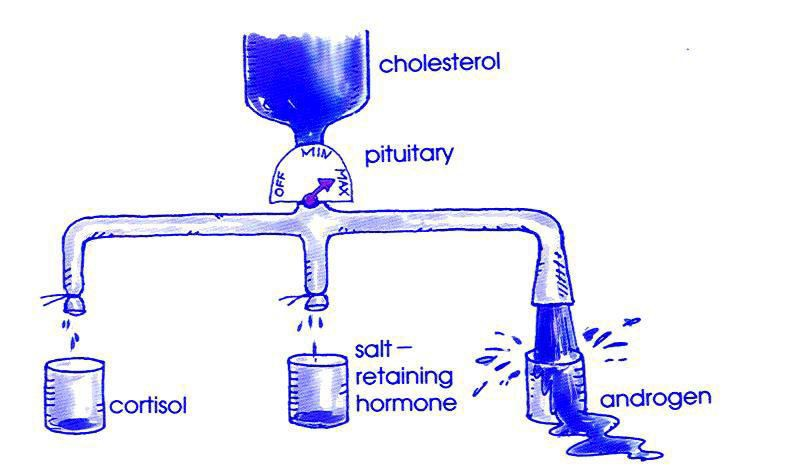 cholesterol
MIN
pituitary
OFF
MAX
salt–
retaining
hormone
cortisol
androgen